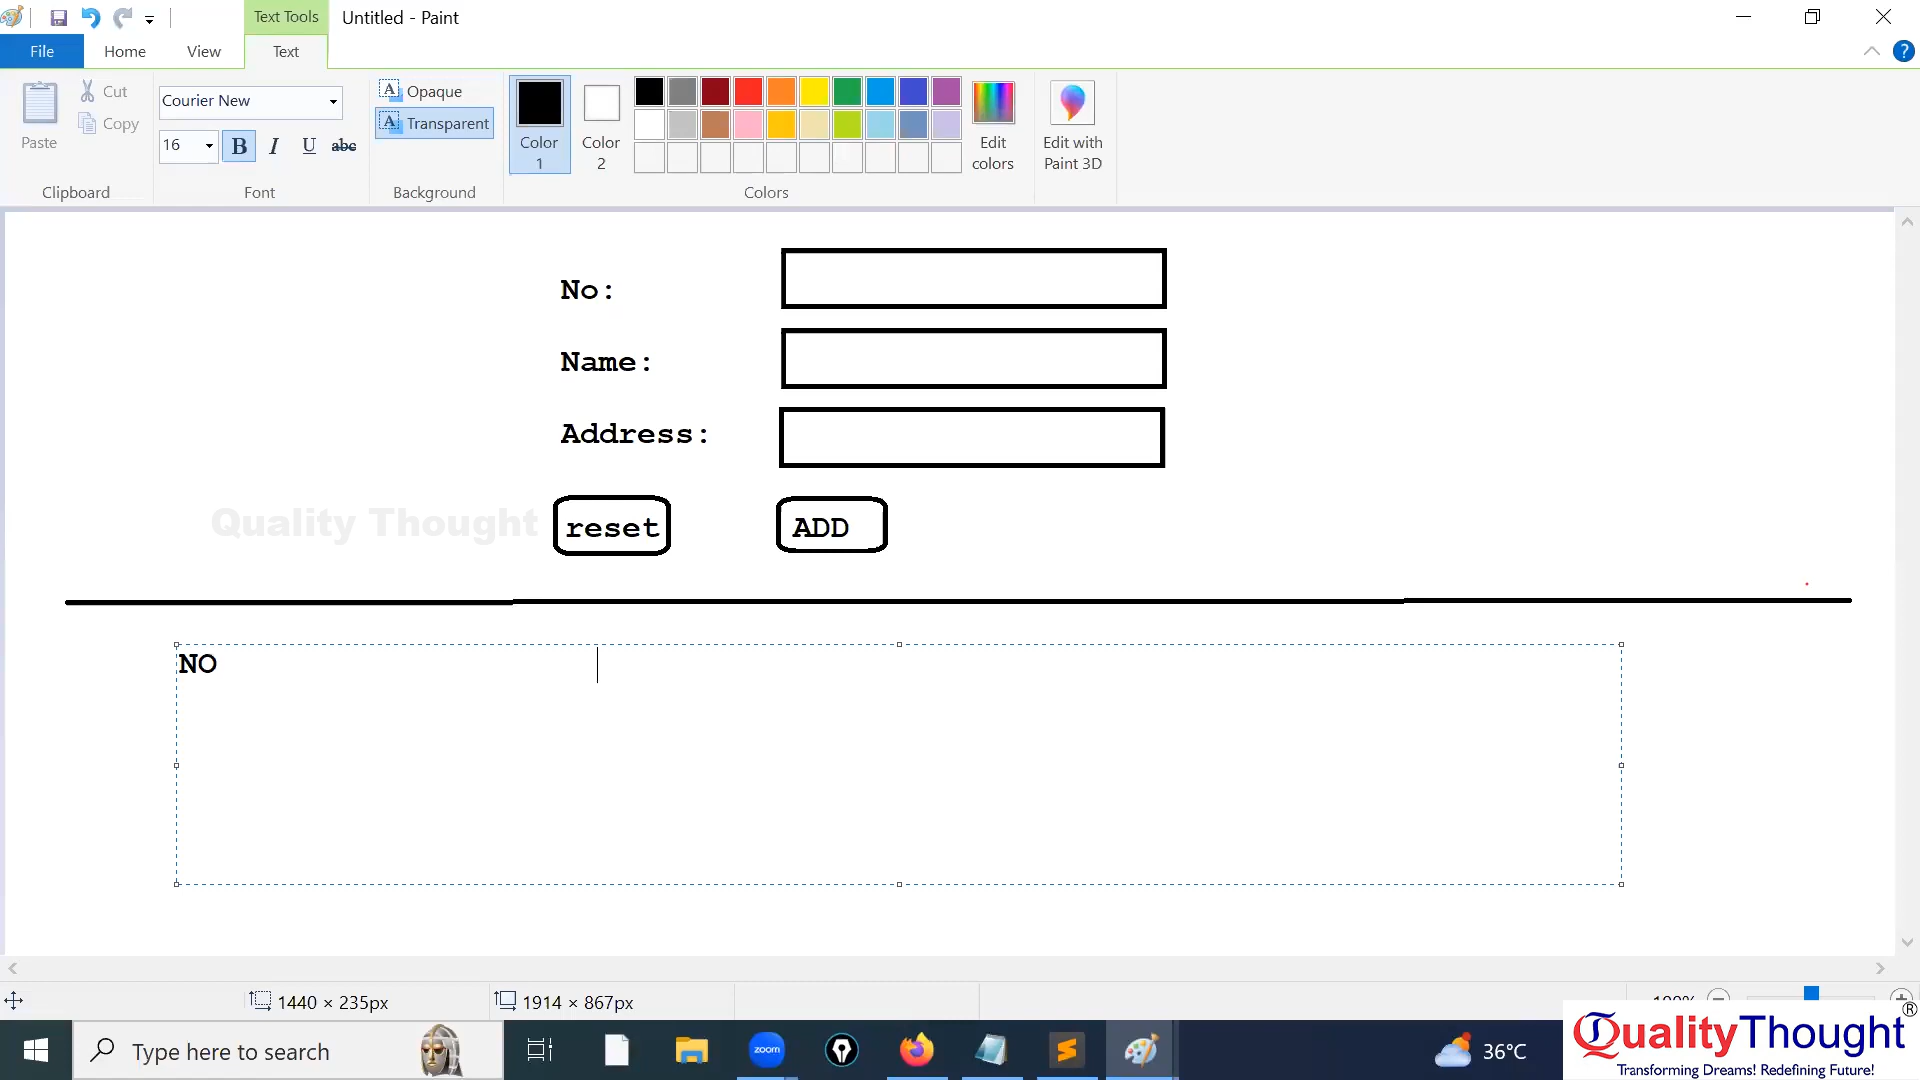 Text Tools
Untitled - Paint
File
Home
View
Text
Paste
Cut
Copy
Clipboard
Courier New
16
B
I
U
abc
Font
A Opaque
A Transparent
Background
Color
1
Color
2
Colors
Edit
colors
Edit with
Paint 3D
?
No:
Name:
Address:
Quality Thought
reset
ADD
NO
1440 × 235px
1914 × 867px
100%
Type here to search
zoom
36°C
QualityThought®
Transforming Dreams! Redefining Future!